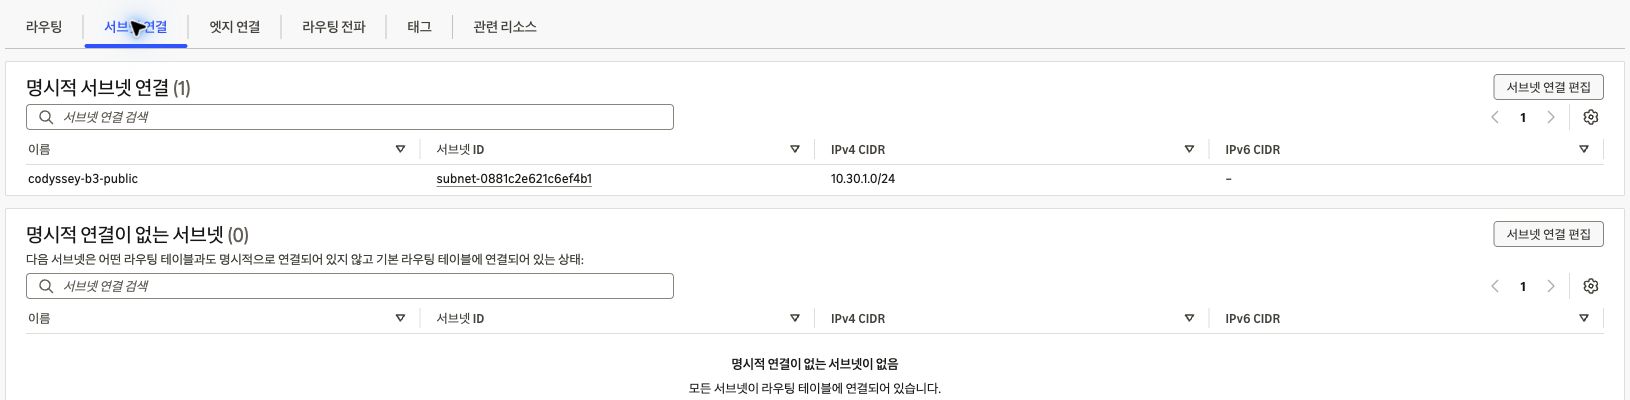 라우팅 서브넷 연결 엣지 연결 라우팅 전파 태그 관련 리소스
명시적 서브넷 연결 (1) 서브넷 연결 편집
서브넷 연결 검색 1
이름 서브넷 ID IPv4 CIDR IPv6 CIDR
codyssey-b3-public subnet-0881c2e621c6ef4b1 10.30.1.0/24 –
명시적 연결이 없는 서브넷 (0) 서브넷 연결 편집
다음 서브넷은 어떤 라우팅 테이블과도 명시적으로 연결되어 있지 않고 기본 라우팅 테이블에 연결되어 있는 상태:
서브넷 연결 검색 1
이름 서브넷 ID IPv4 CIDR IPv6 CIDR
명시적 연결이 없는 서브넷이 없음
모든 서브넷이 라우팅 테이블에 연결되어 있습니다.